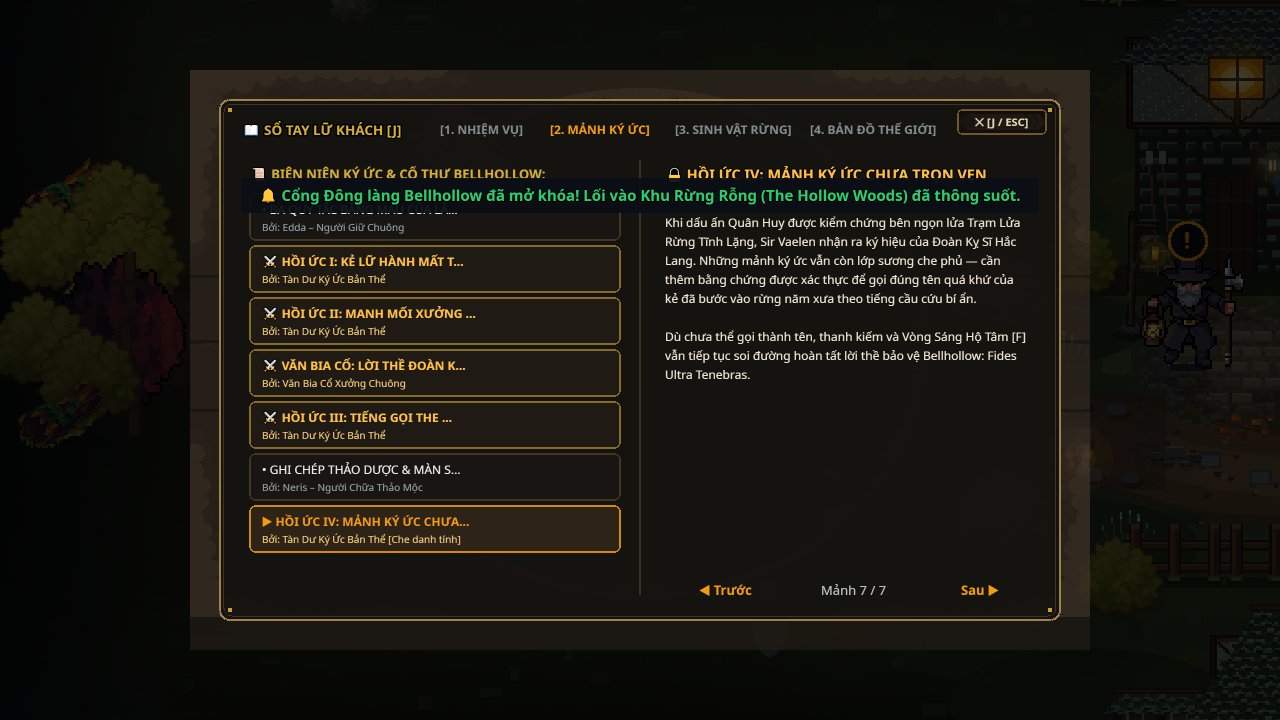 SỔ TAY LỮ KHÁCH [J]
[1. NHIỆM VỤ]
[2. MẢNH KÝ ỨC]
[3. SINH VẬT RỪNG]
[4. BẢN ĐỒ THẾ GIỚI]
✕ [J / ESC]
BIÊN NIÊN KÝ ỨC & CỔ THƯ BELLHOLLOW:
Cổng Đông làng Bellhollow đã mở khóa! Lối vào Khu Rừng Rỗng (The Hollow Woods) đã thông suốt.
Bởi: Edda – Người Giữ Chuông
HỒI ỨC I: KẺ LỮ HÀNH MẤT T...
Bởi: Tàn Dư Ký Ức Bản Thể
HỒI ỨC II: MANH MỐI XƯỞNG ...
Bởi: Tàn Dư Ký Ức Bản Thể
VĂN BIA CỔ: LỜI THỀ ĐOÀN K...
Bởi: Văn Bia Cổ Xưởng Chuông
HỒI ỨC III: TIẾNG GỌI THE ...
Bởi: Tàn Dư Ký Ức Bản Thể
• GHI CHÉP THẢO DƯỢC & MÀN S...
Bởi: Neris – Người Chữa Thảo Mộc
▶ HỒI ỨC IV: MẢNH KÝ ỨC CHƯA...
Bởi: Tàn Dư Ký Ức Bản Thể [Che danh tính]
HỒI ỨC IV: MẢNH KÝ ỨC CHƯA TRỌN VẸN
Khi dấu ấn Quân Huy được kiểm chứng bên ngọn lửa Trạm Lửa
Rừng Tĩnh Lặng, Sir Vaelen nhận ra ký hiệu của Đoàn Kỵ Sĩ Hắc
Lang. Những mảnh ký ức vẫn còn lớp sương che phủ — cần
thêm bằng chứng được xác thực để gọi đúng tên quá khứ của
kẻ đã bước vào rừng năm xưa theo tiếng cầu cứu bí ẩn.
Dù chưa thể gọi thành tên, thanh kiếm và Vòng Sáng Hộ Tâm [F]
vẫn tiếp tục soi đường hoàn tất lời thề bảo vệ Bellhollow: Fides
Ultra Tenebras.
◀ Trước
Mảnh 7 / 7
Sau ▶
!